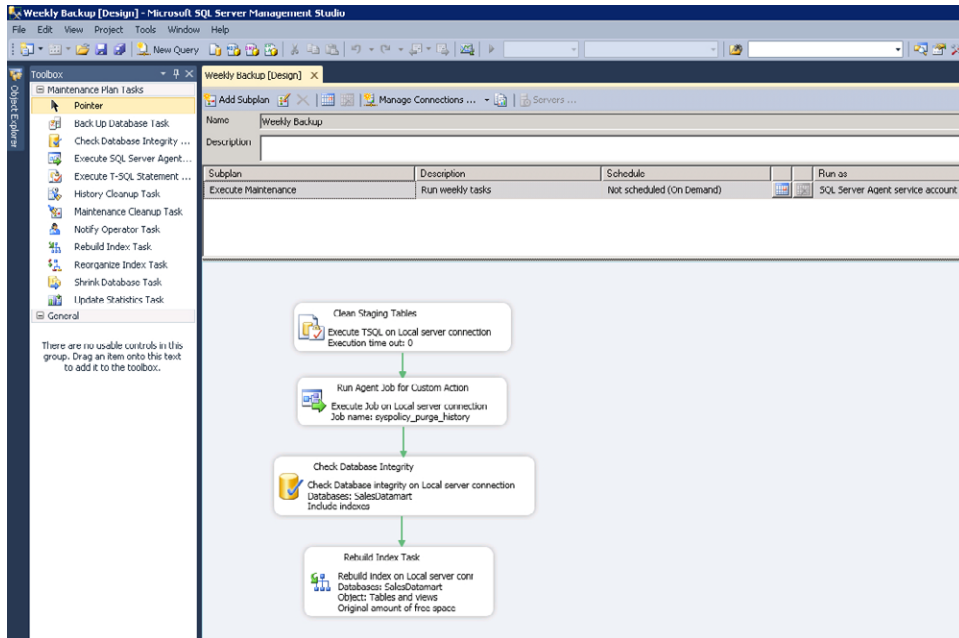 Weekly Backup [Design] - Microsoft SQL Server Management Studio
File Edit View Project Tools Window Help
New Query
Object Explorer
Toolbox
Maintenance Plan Tasks
Pointer
Back Up Database Task
Check Database Integrity ...
Execute SQL Server Agent...
Execute T-SQL Statement ...
History Cleanup Task
Maintenance Cleanup Task
Notify Operator Task
Rebuild Index Task
Reorganize Index Task
Shrink Database Task
Update Statistics Task
General
There are no usable controls in this
group. Drag an item onto this text
to add it to the toolbox.
Weekly Backup [Design]
Add Subplan Manage Connections ... Servers ...
Name Weekly Backup
Description
Subplan Description Schedule Run as
Execute Maintenance Run weekly tasks Not scheduled (On Demand) SQL Server Agent service account
Clean Staging Tables
Execute TSQL on Local server connection
Execution time out: 0
Run Agent Job for Custom Action
Execute Job on Local server connection
Job name: syspolicy_purge_history
Check Database Integrity
Check Database integrity on Local server connection
Databases: SalesDatamart
Include indexes
Rebuild Index Task
Rebuild index on Local server conr
Databases: SalesDatamart
Object: Tables and views
Original amount of free space